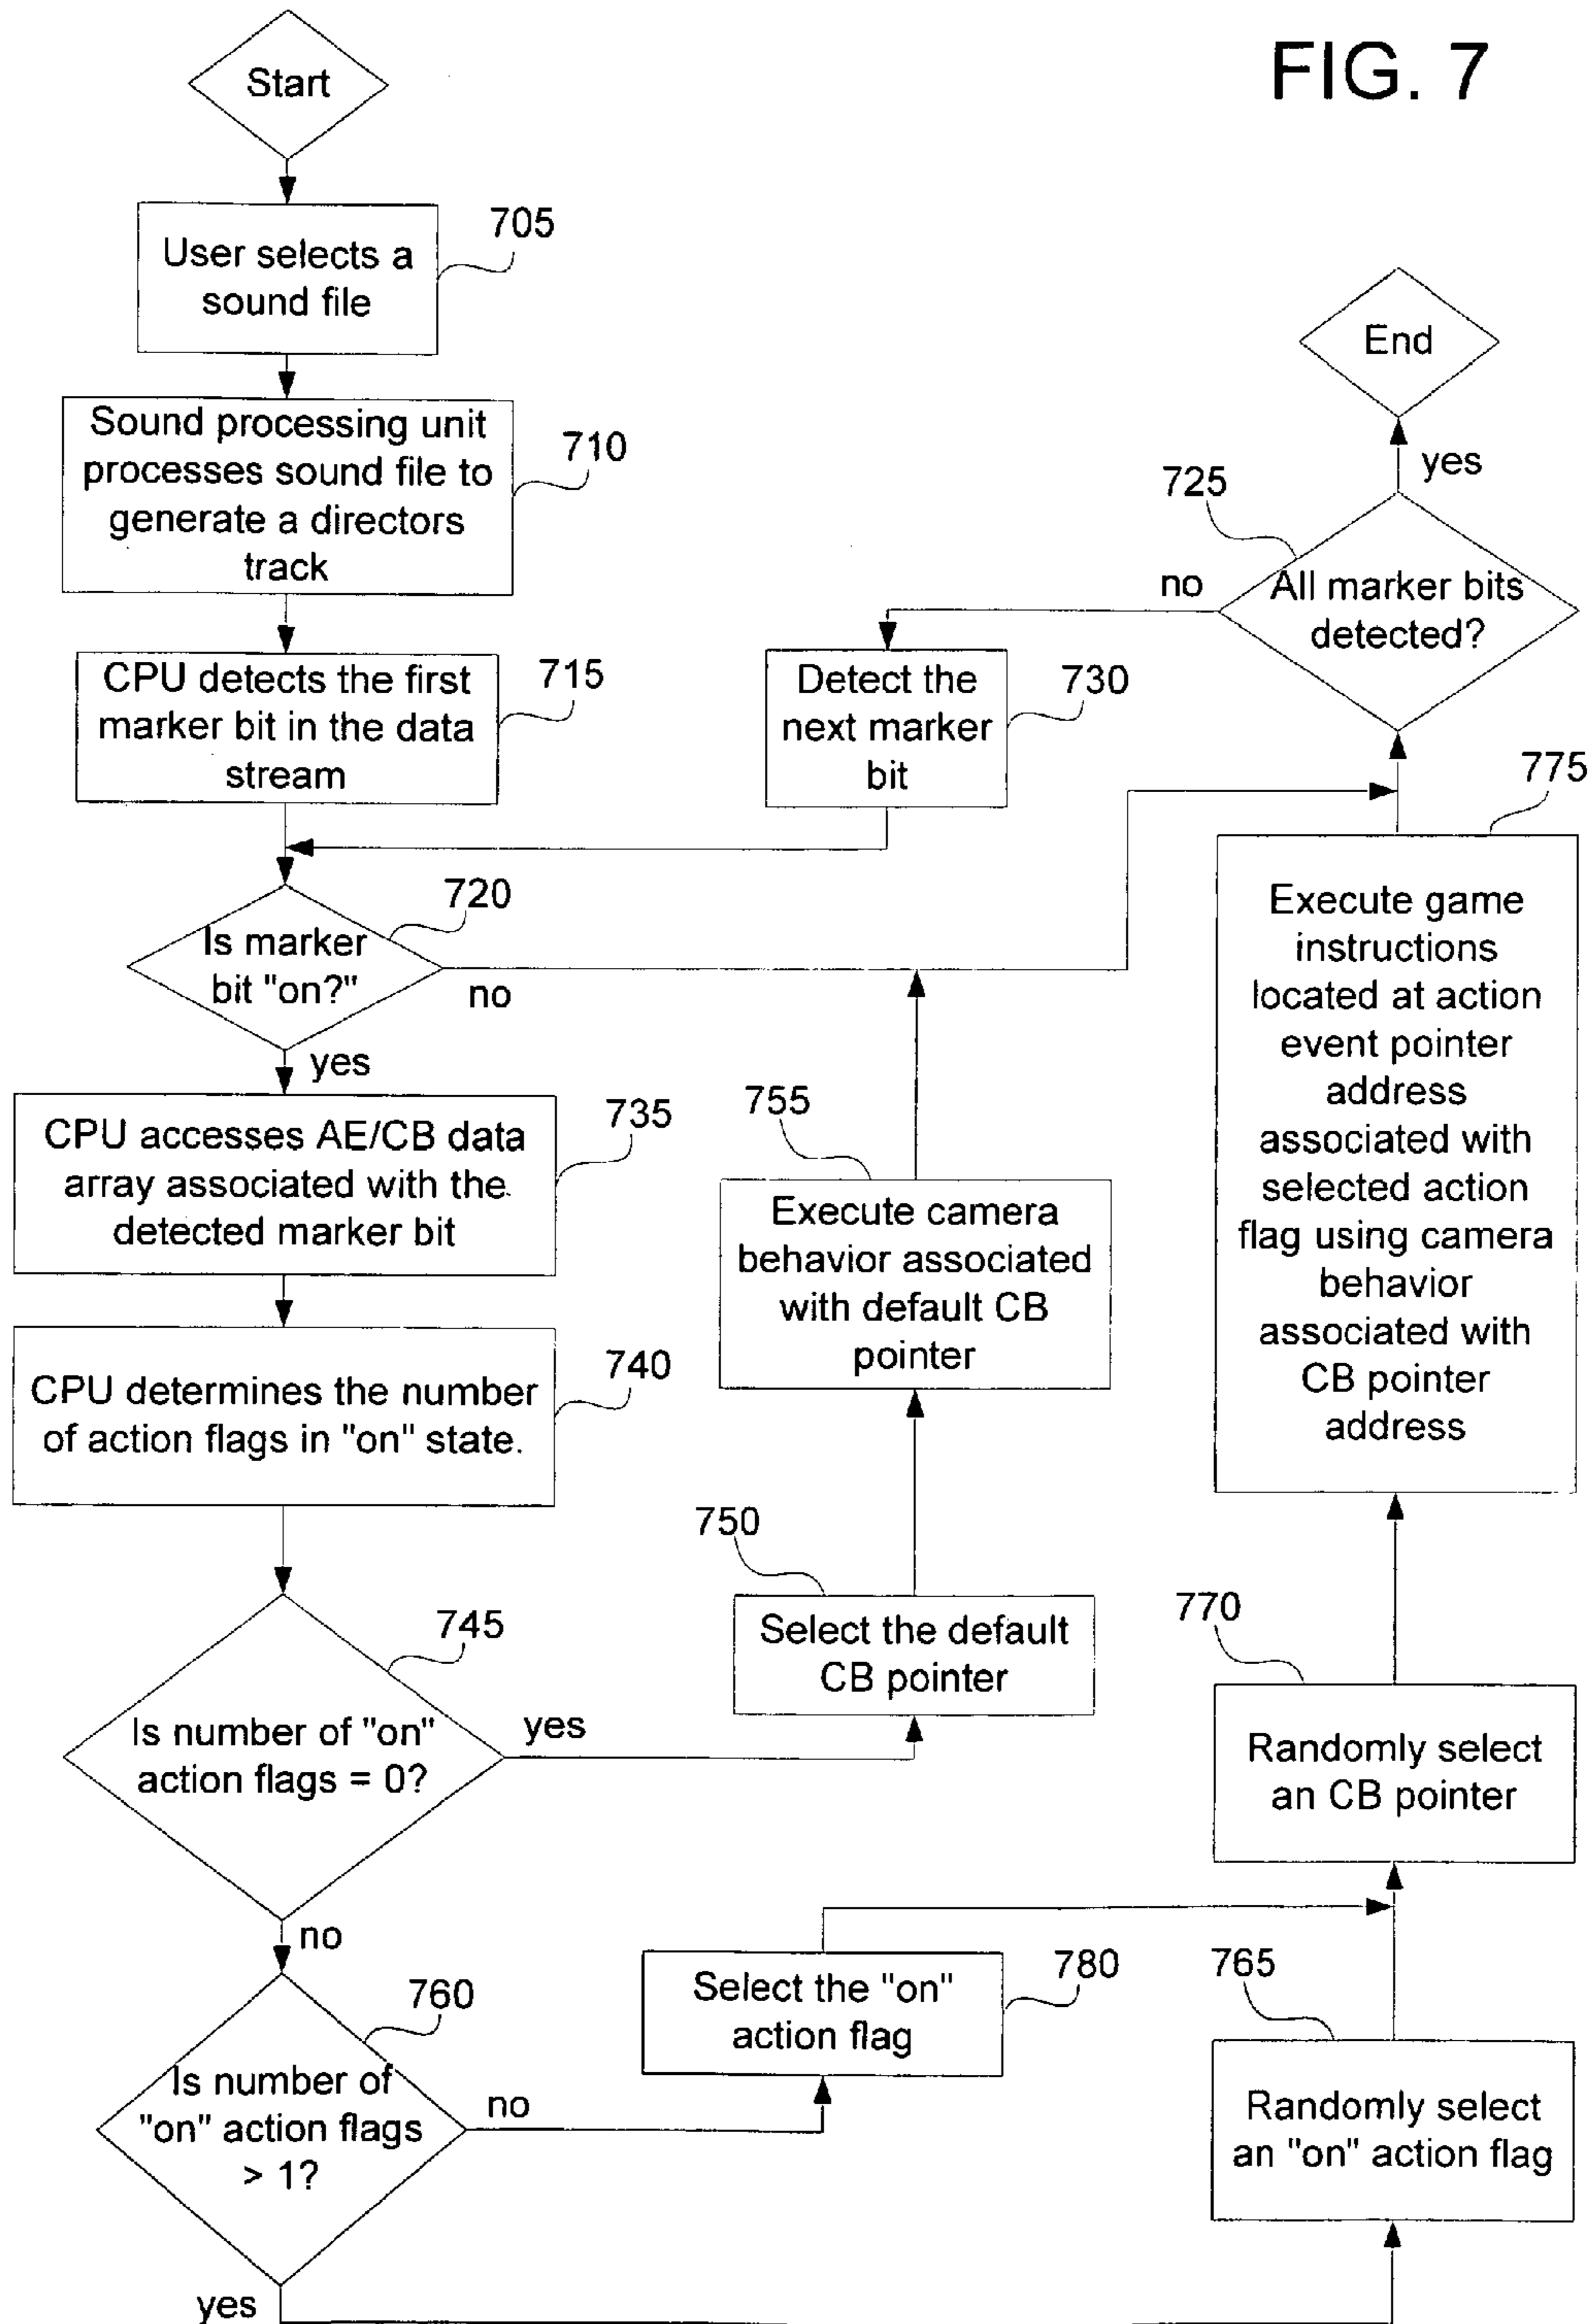 FIG. 7
Start
705
User selects a
sound file
710
Sound processing unit
processes sound file to
generate a directors
track
715
CPU detects the first
marker bit in the data
stream
720
Is marker
bit "on?"
no
yes
735
CPU accesses AE/CB data
array associated with the
detected marker bit
740
CPU determines the number
of action flags in "on" state.
745
Is number of "on"
action flags = 0?
yes
no
760
Is number of
"on" action flags
> 1?
no
yes
End
yes
725
All marker bits
detected?
no
730
Detect the
next marker
bit
755
Execute camera
behavior associated
with default CB
pointer
750
Select the default
CB pointer
780
Select the "on"
action flag
775
Execute game
instructions
located at action
event pointer
address
associated with
selected action
flag using camera
behavior
associated with
CB pointer
address
770
Randomly select
an CB pointer
765
Randomly select
an "on" action flag